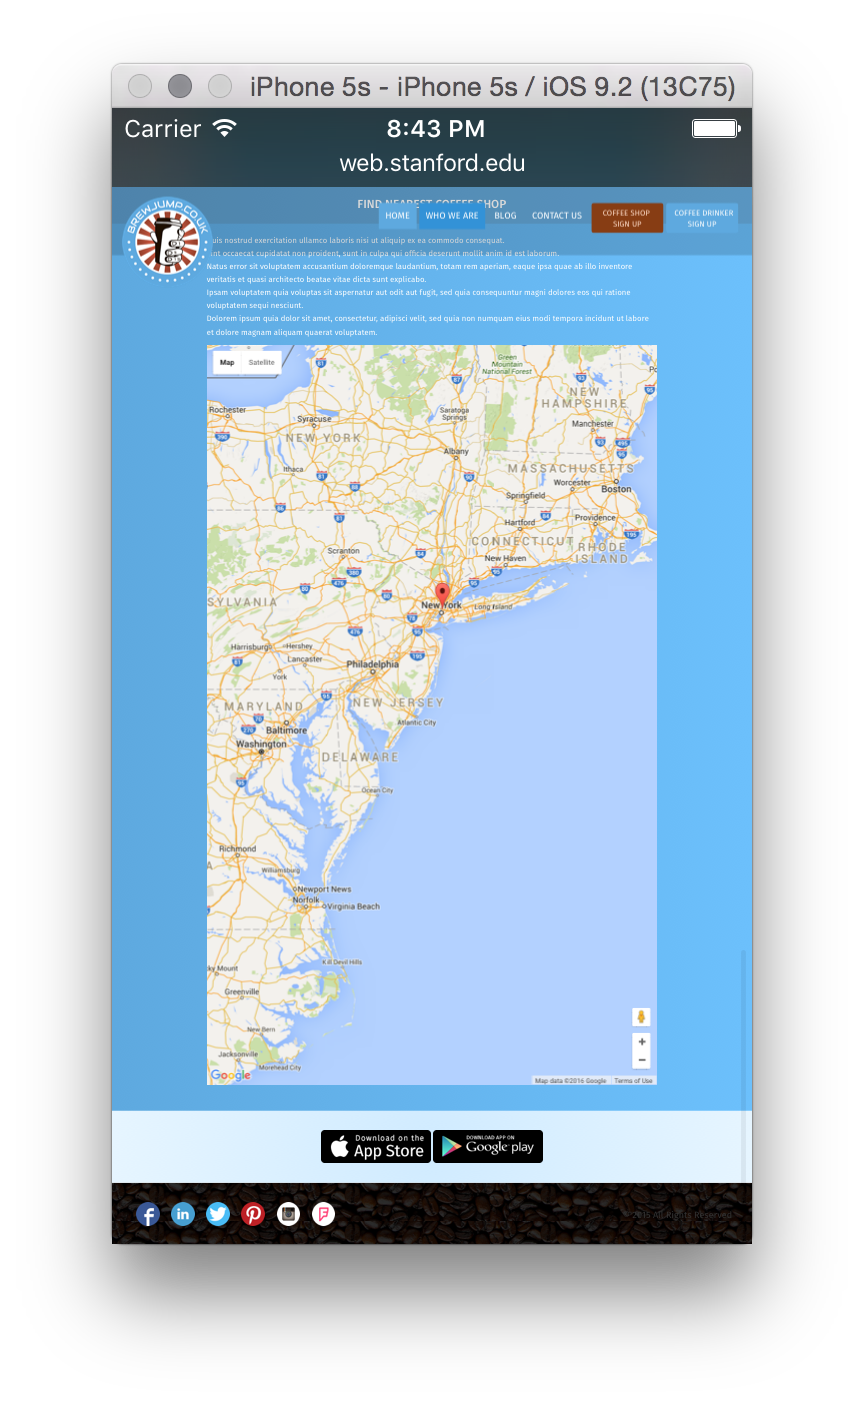 iPhone 5s - iPhone 5s / iOS 9.2 (13C75)
Carrier 8:43 PM
web.stanford.edu
BREWJUMP.CO.UK
FIND NEAREST COFFEE SHOP
HOME WHO WE ARE BLOG CONTACT US COFFEE SHOP SIGN UP COFFEE DRINKER SIGN UP
uis nostrud exercitation ullamco laboris nisi ut aliquip ex ea commodo consequat.
int occaecat cupidatat non proident, sunt in culpa qui officia deserunt mollit anim id est laborum.
Natus error sit voluptatem accusantium doloremque laudantium, totam rem aperiam, eaque ipsa quae ab illo inventore
veritatis et quasi architecto beatae vitae dicta sunt explicabo.
Ipsam voluptatem quia voluptas sit aspernatur aut odit aut fugit, sed quia consequuntur magni dolores eos qui ratione
voluptatem sequi nesciunt.
Dolorem ipsum quia dolor sit amet, consectetur, adipisci velit, sed quia non numquam eius modi tempora incidunt ut labore
et dolore magnam aliquam quaerat voluptatem.
Map Satellite
Green
Mountain
National Forest
NEW
HAMPSHIRE
Rochester
Syracuse
Saratoga
Springs
Manchester
NEW YORK
Albany
Ithaca
MASSACHUSETTS
Worcester
Boston
Springfield
Hartford
Providence
CONNECTICUT
RHODE
ISLAND
Scranton
New Haven
SYLVANIA
New York
Long Island
Harrisburg
Hershey
Lancaster
York
Philadelphia
MARYLAND
NEW JERSEY
Atlantic City
Baltimore
Washington
DELAWARE
Ocean City
Richmond
Williamsburg
Newport News
Norfolk
Virginia Beach
Kill Devil Hills
ky Mount
Greenville
New Bern
Jacksonville
Morehead City
Google
+
−
Map data ©2016 Google Terms of Use
Download on the
App Store
DOWNLOAD APP ON
Google play
© 2015 All Rights Reserved